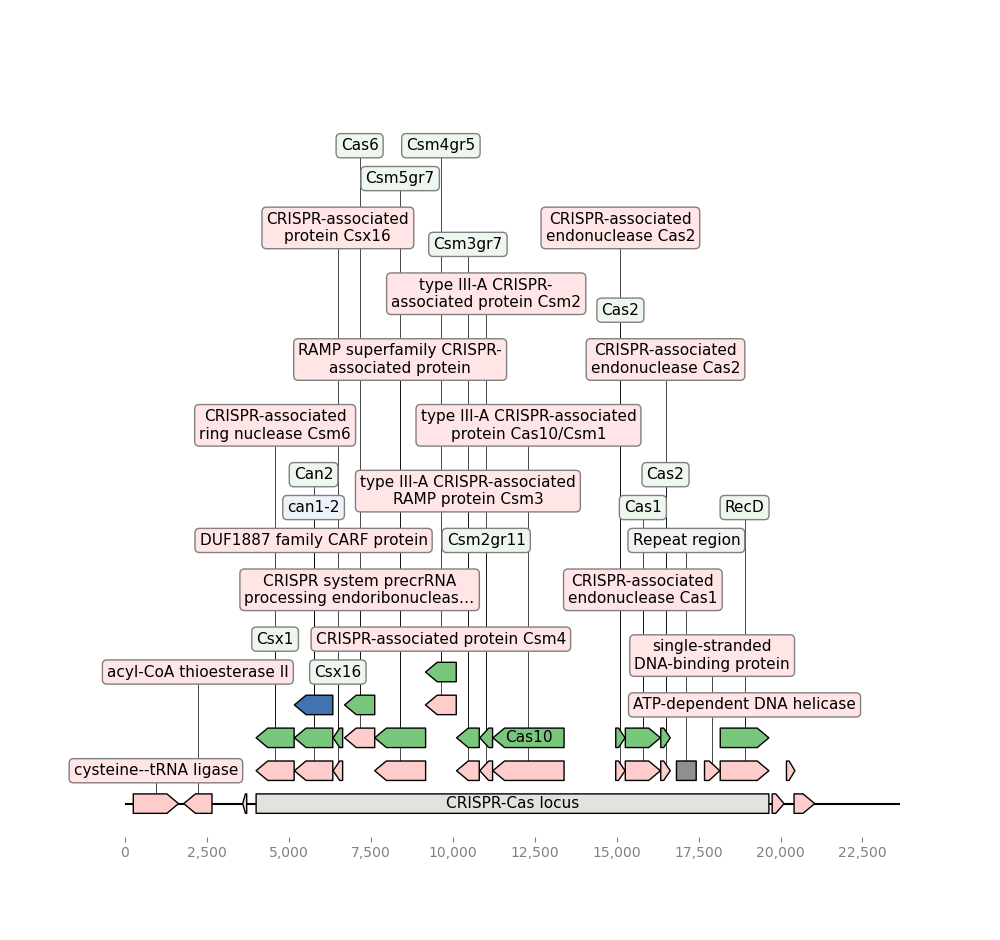 Cas6
Csm4gr5
Csm5gr7
CRISPR-associated
protein Csx16
CRISPR-associated
endonuclease Cas2
Csm3gr7
type III-A CRISPR-
associated protein Csm2
Cas2
RAMP superfamily CRISPR-
associated protein
CRISPR-associated
endonuclease Cas2
CRISPR-associated
ring nuclease Csm6
type III-A CRISPR-associated
protein Cas10/Csm1
Can2
type III-A CRISPR-associated
RAMP protein Csm3
Cas2
can1-2
Cas1
RecD
DUF1887 family CARF protein
Csm2gr11
Repeat region
CRISPR system precrRNA
processing endoribonucleas...
CRISPR-associated
endonuclease Cas1
Csx1
CRISPR-associated protein Csm4
single-stranded
DNA-binding protein
acyl-CoA thioesterase II
Csx16
ATP-dependent DNA helicase
Cas10
cysteine--tRNA ligase
CRISPR-Cas locus
0
2,500
5,000
7,500
10,000
12,500
15,000
17,500
20,000
22,500